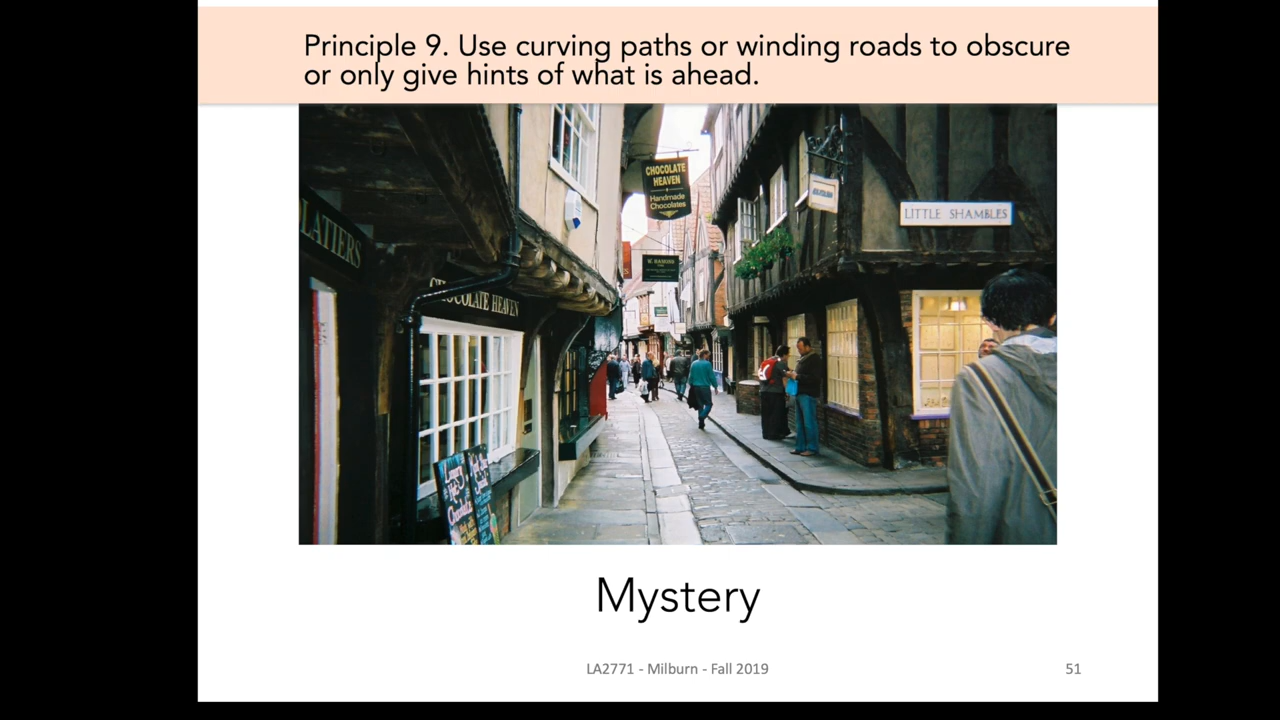 Principle 9. Use curving paths or winding roads to obscure
or only give hints of what is ahead.
CHOCOLATE
HEAVEN
Handmade
Chocolates
LITTLE SHAMBLES
LATTERS
CHOCOLATE HEAVEN
Mystery
LA2771 - Milburn - Fall 2019
51